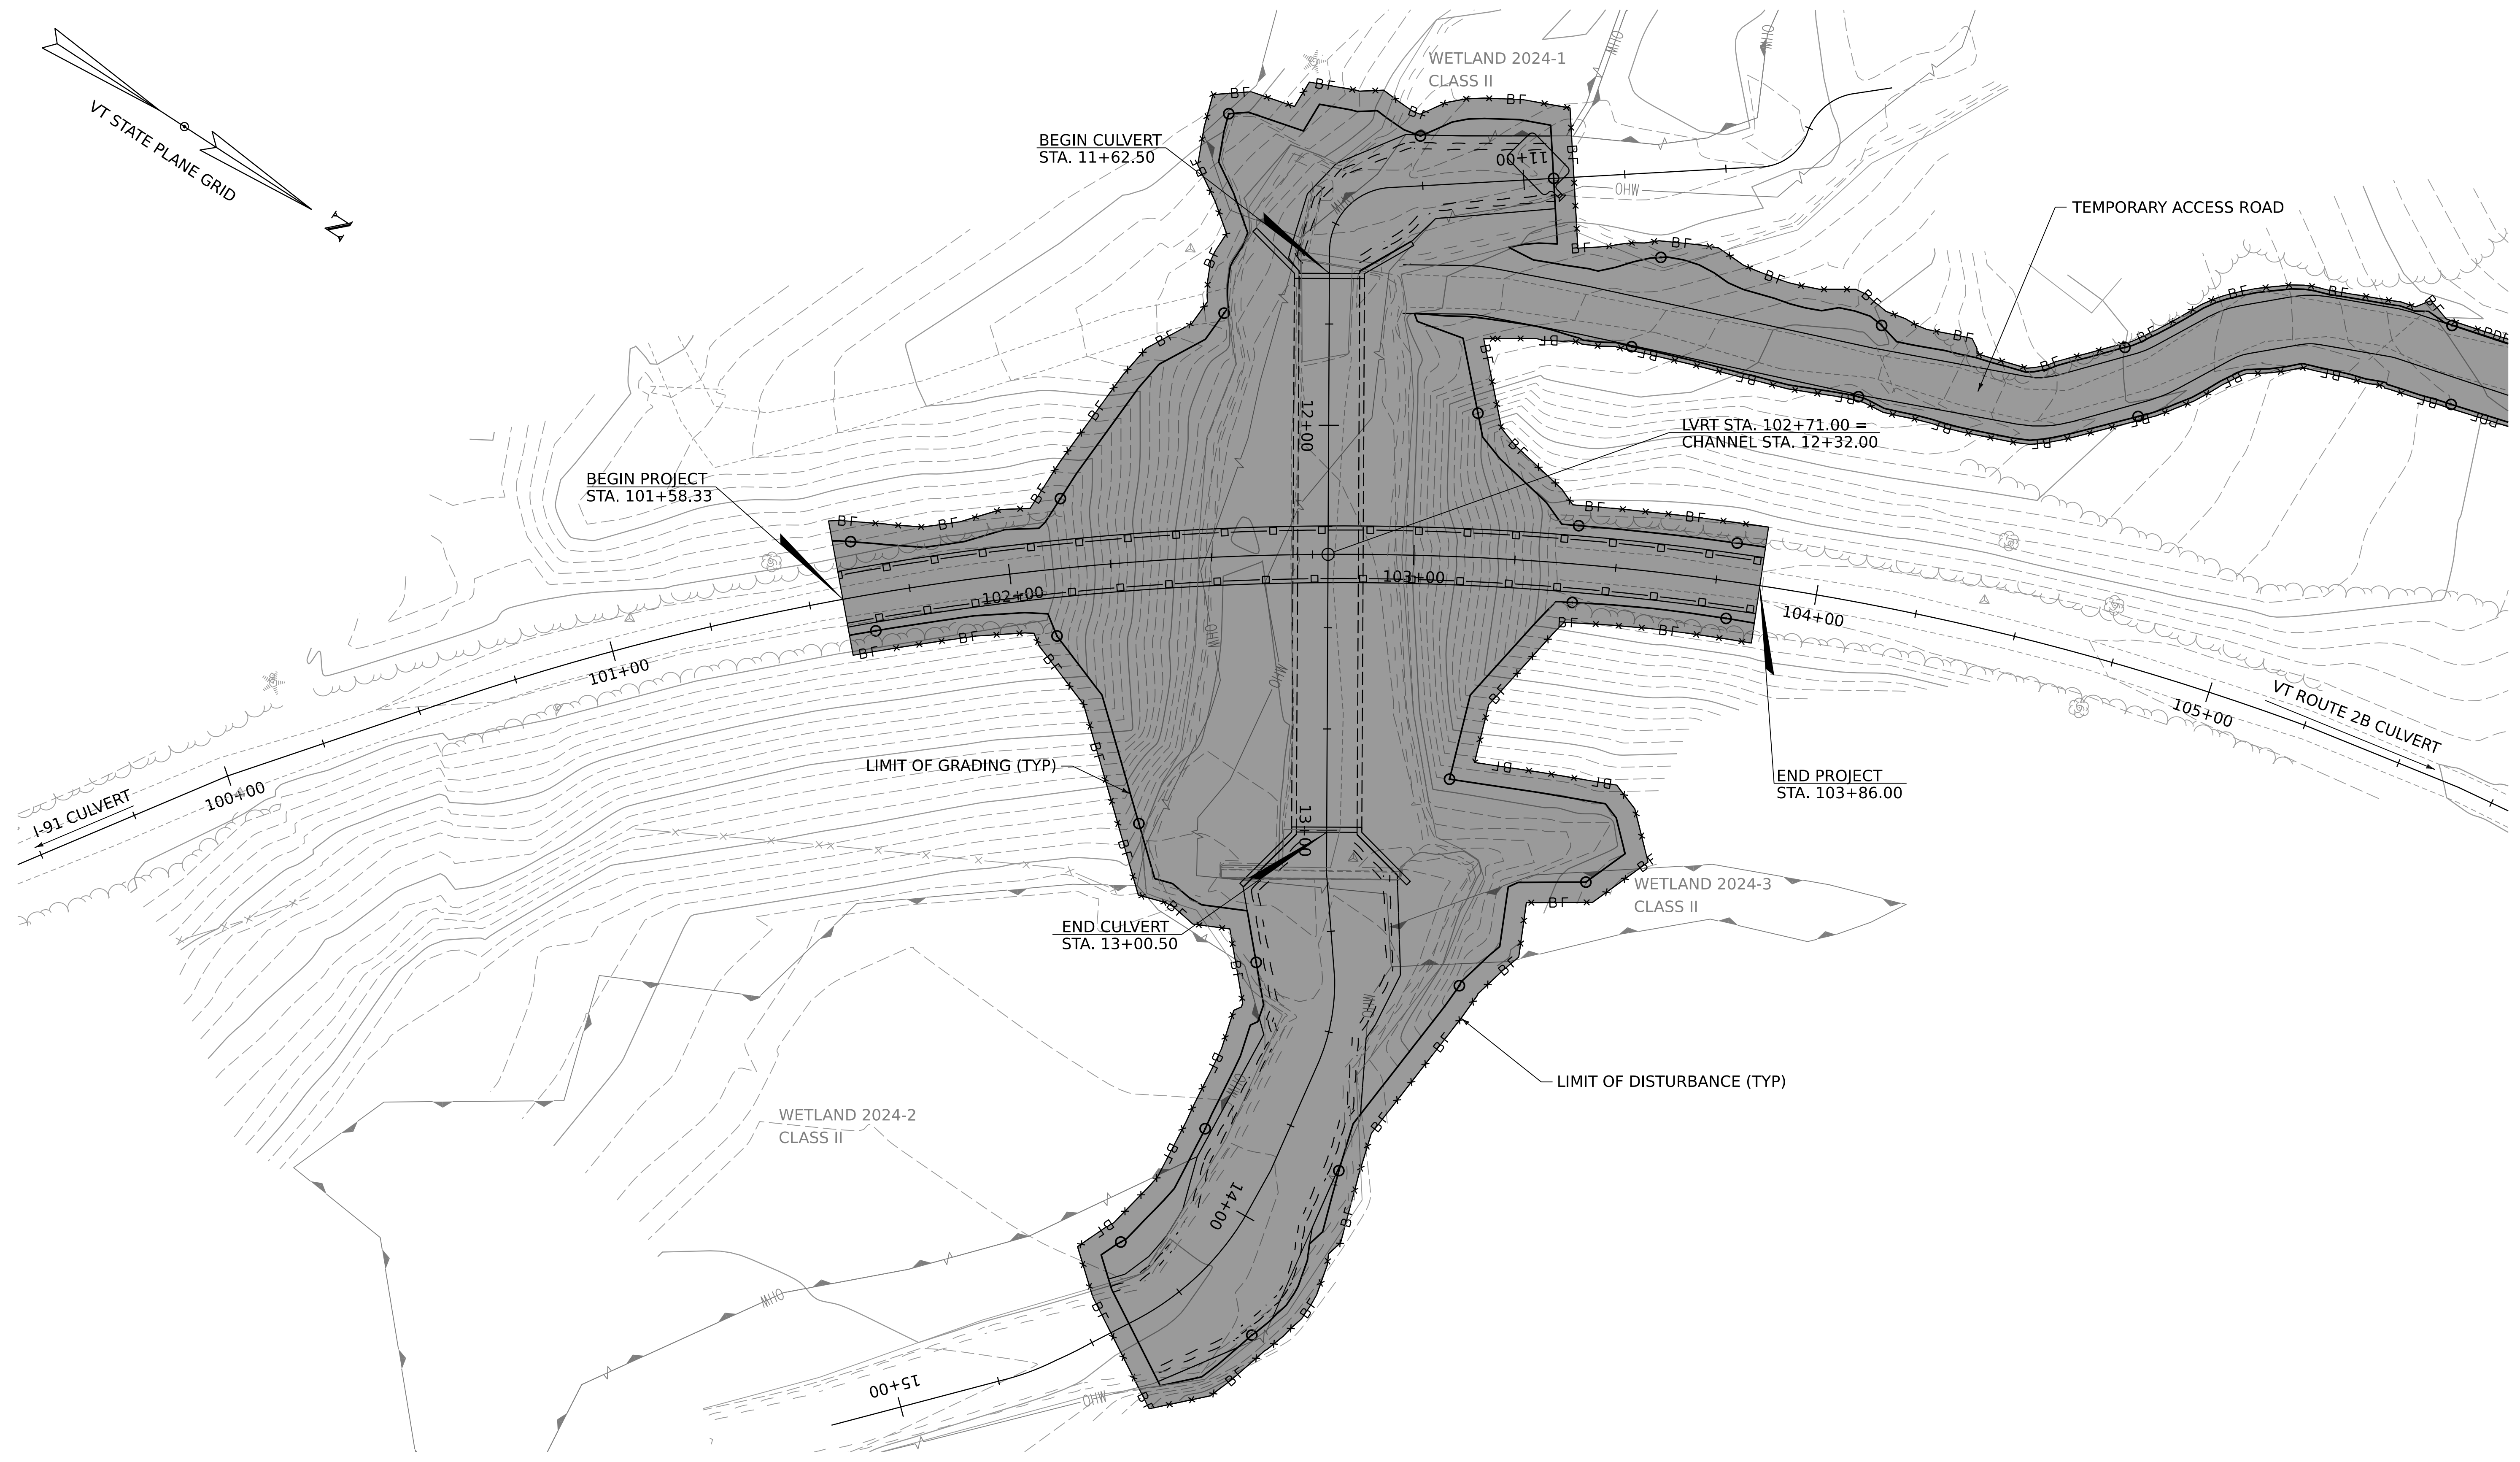 WETLAND 2024-1
CLASS II
VT STATE PLANE GRID
N
BEGIN CULVERT
STA. 11+62.50
11+00
OHW
TEMPORARY ACCESS ROAD
12+00
LVRT STA. 102+71.00 =
CHANNEL STA. 12+32.00
BEGIN PROJECT
STA. 101+58.33
102+00
103+00
104+00
101+00
100+00
105+00
I-91 CULVERT
VT ROUTE 2B CULVERT
LIMIT OF GRADING (TYP)
END PROJECT
STA. 103+86.00
13+00
WETLAND 2024-3
CLASS II
END CULVERT
STA. 13+00.50
LIMIT OF DISTURBANCE (TYP)
WETLAND 2024-2
CLASS II
14+00
OHW
15+00
OHW